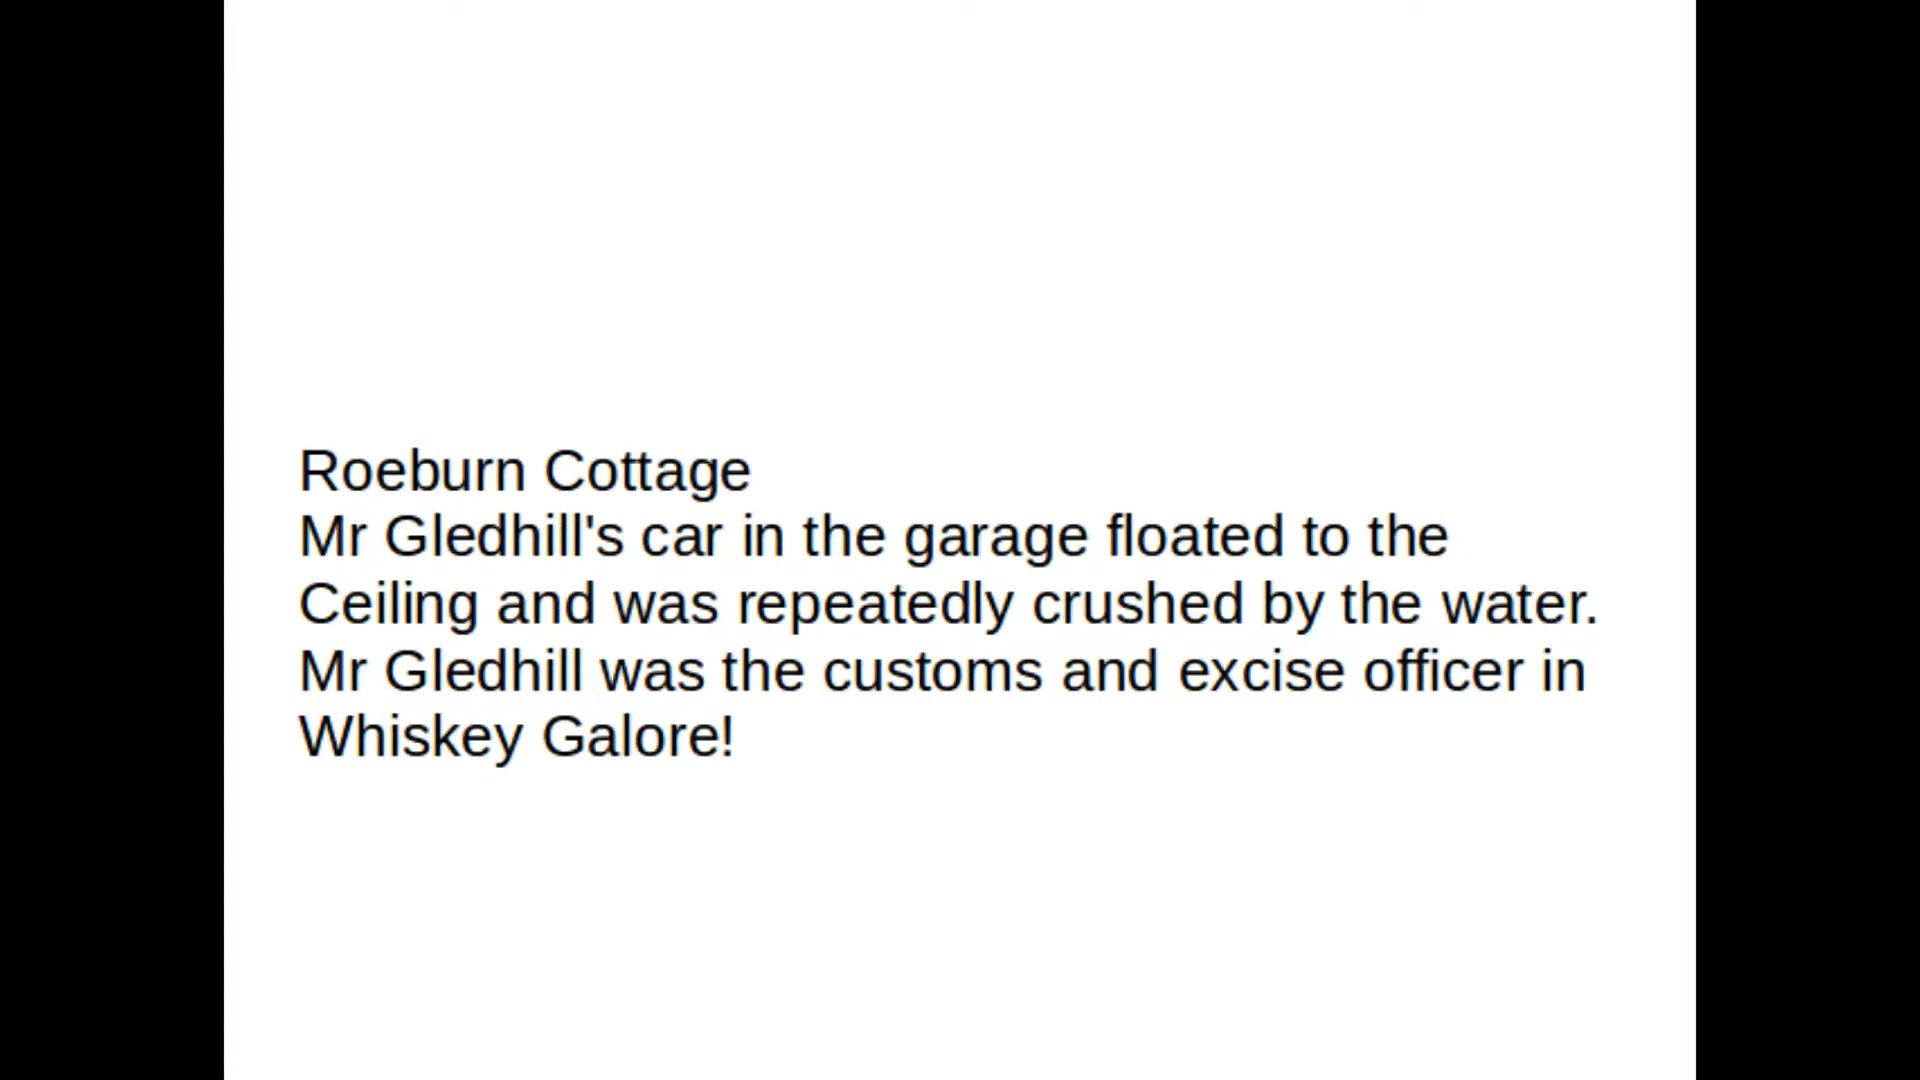 Roeburn Cottage
Mr Gledhill's car in the garage floated to the
Ceiling and was repeatedly crushed by the water.
Mr Gledhill was the customs and excise officer in
Whiskey Galore!